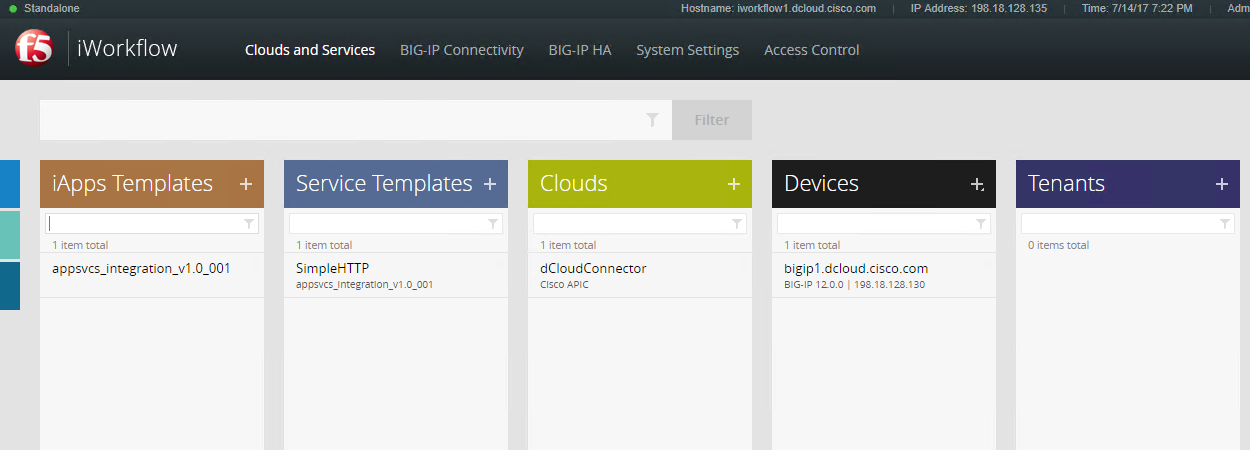 Standalone Hostname: iworkflow1.dcloud.cisco.com | IP Address: 198.18.128.135 | Time: 7/14/17 7:22 PM | Adm
f5 iWorkflow Clouds and Services BIG-IP Connectivity BIG-IP HA System Settings Access Control
Filter
iApps Templates + Service Templates + Clouds + Devices + Tenants +
1 item total 1 item total 1 item total 1 item total 0 items total
appsvcs_integration_v1.0_001 SimpleHTTP dCloudConnector bigip1.dcloud.cisco.com
appsvcs_integration_v1.0_001 Cisco APIC BIG-IP 12.0.0 | 198.18.128.130